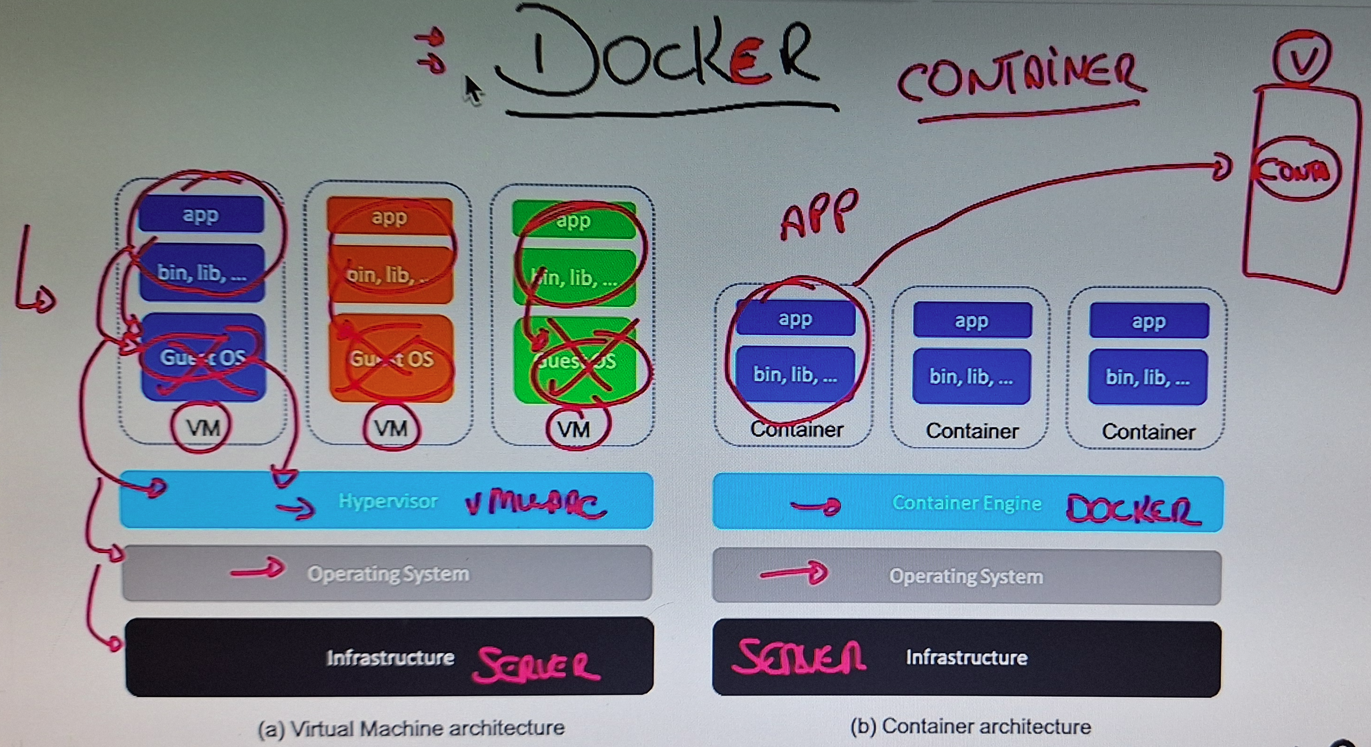 DOCKER
CONTAINER
V
CONTA
APP
app
bin, lib, ...
Guest OS
VM
app
bin, lib, ..
Guest OS
VM
app
bin, lib, ...
Guest OS
VM
app
bin, lib, ...
Container
app
bin, lib, ...
Container
app
bin, lib, ...
Container
Hypervisor VMWARE
Container Engine DOCKER
Operating System
Operating System
Infrastructure SERVER
SERVER Infrastructure
(a) Virtual Machine architecture
(b) Container architecture